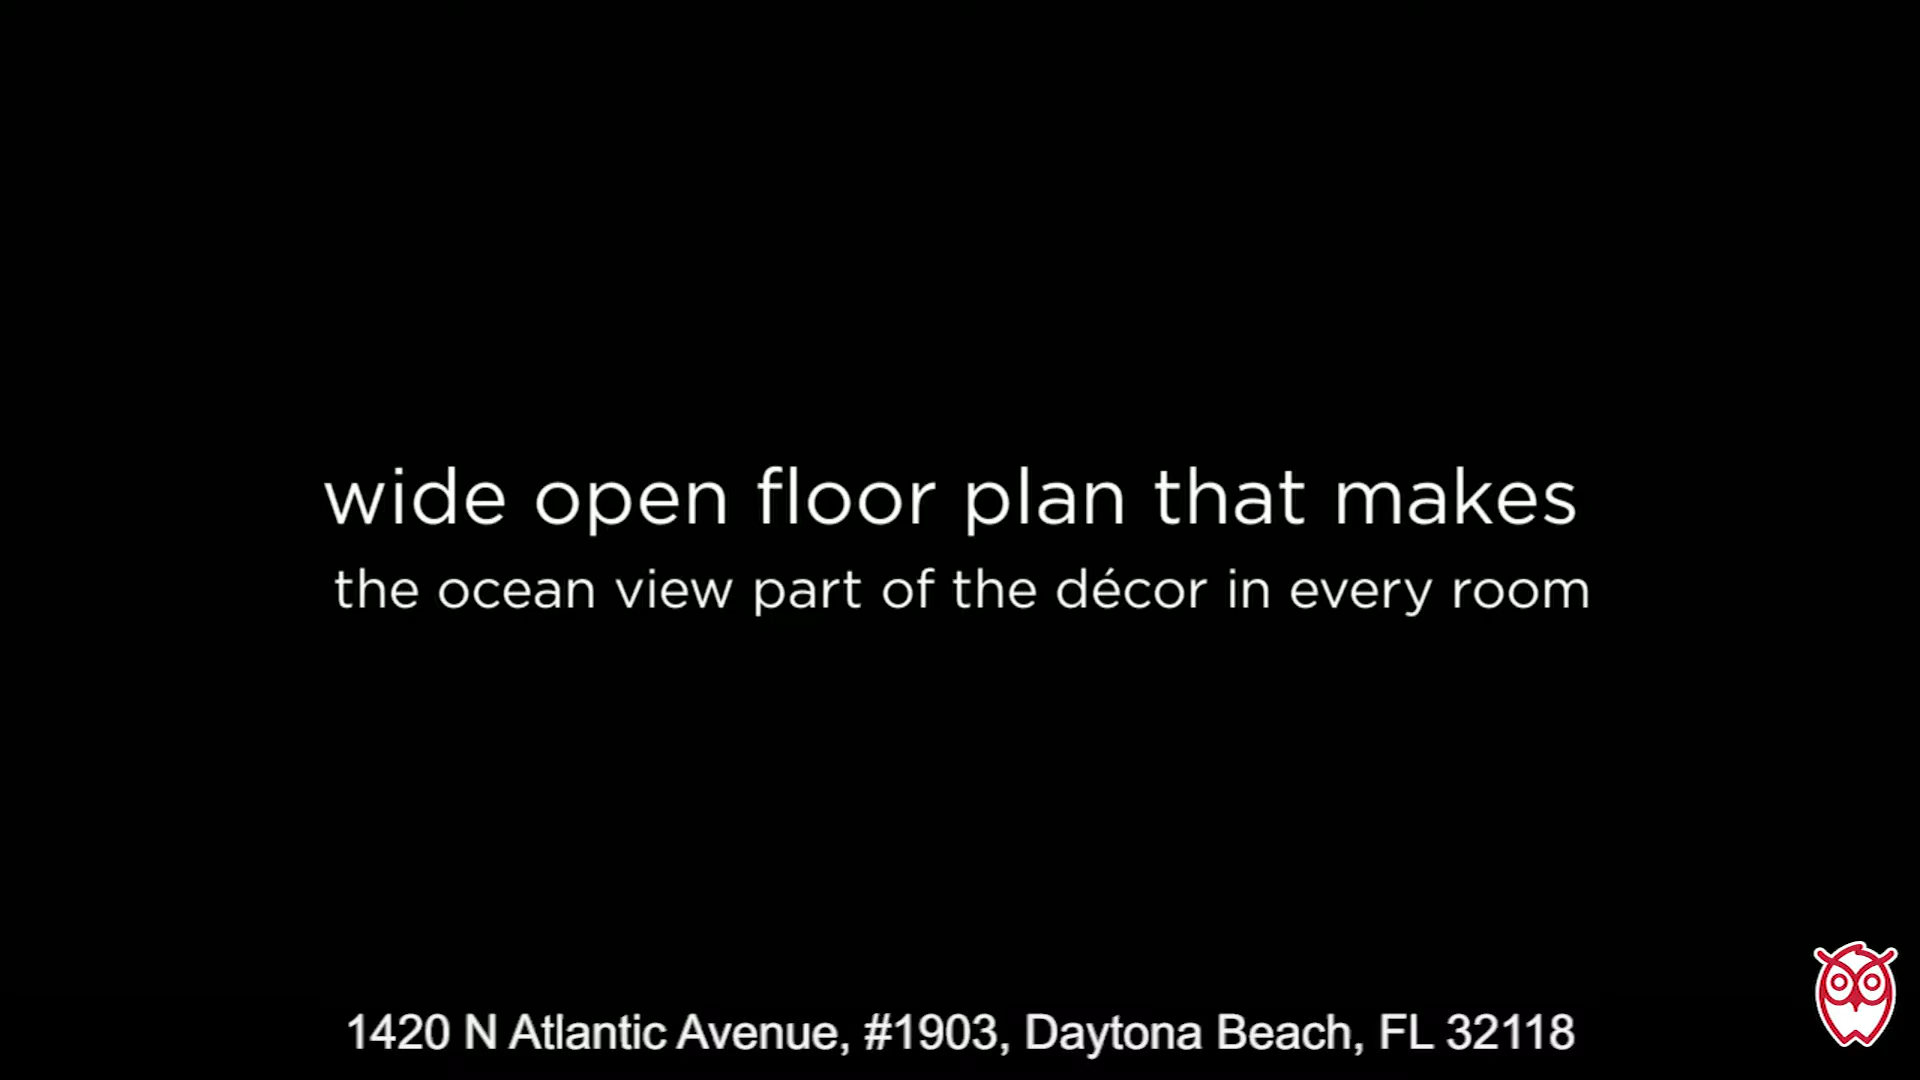 wide open floor plan that makes
the ocean view part of the décor in every room
1420 N Atlantic Avenue, #1903, Daytona Beach, FL 32118